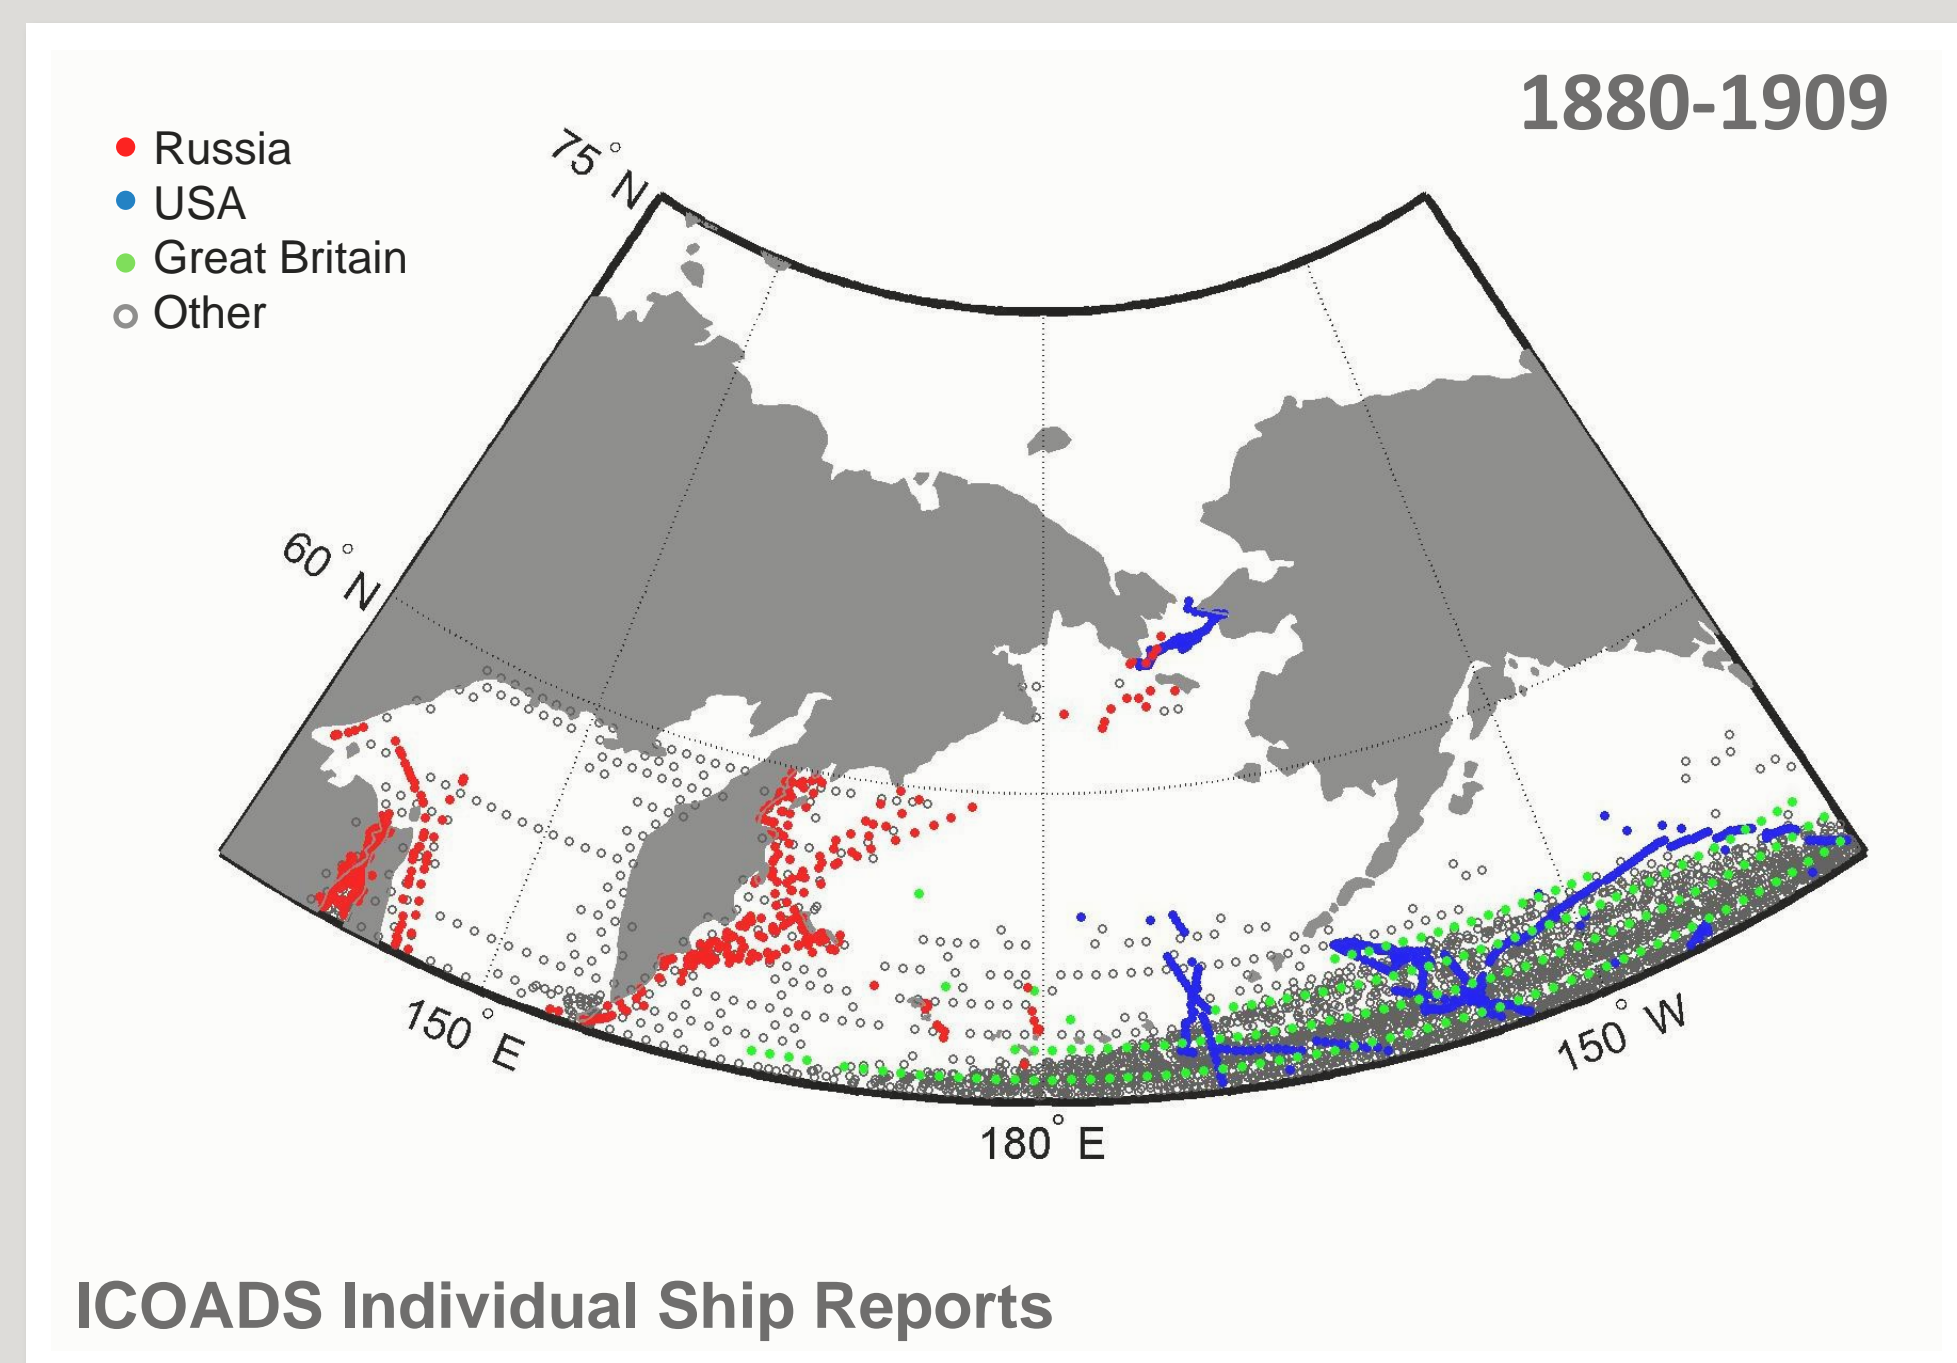 1880-1909
Russia
USA
Great Britain
Other
75° N
60° N
150° E
180° E
150° W
ICOADS Individual Ship Reports